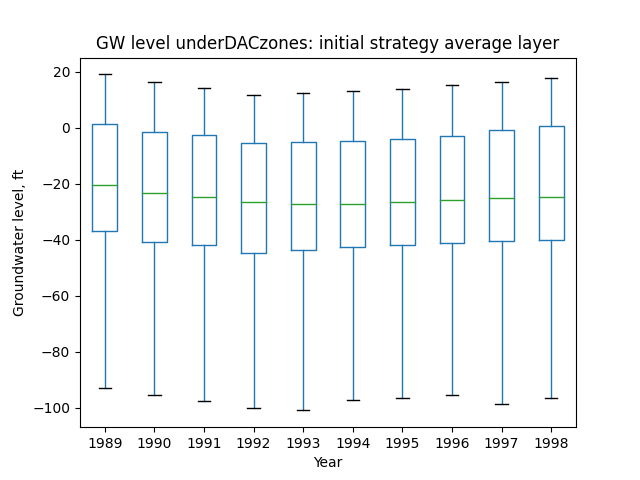 GW level underDACzones: initial strategy average layer
Groundwater level, ft
20
0
−20
−40
−60
−80
−100
1989 1990 1991 1992 1993 1994 1995 1996 1997 1998
Year